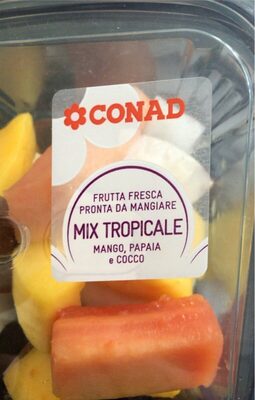 CONAD
FRUTTA FRESCA
PRONTA DA MANGIARE
MIX TROPICALE
MANGO, PAPAIA
e COCCO